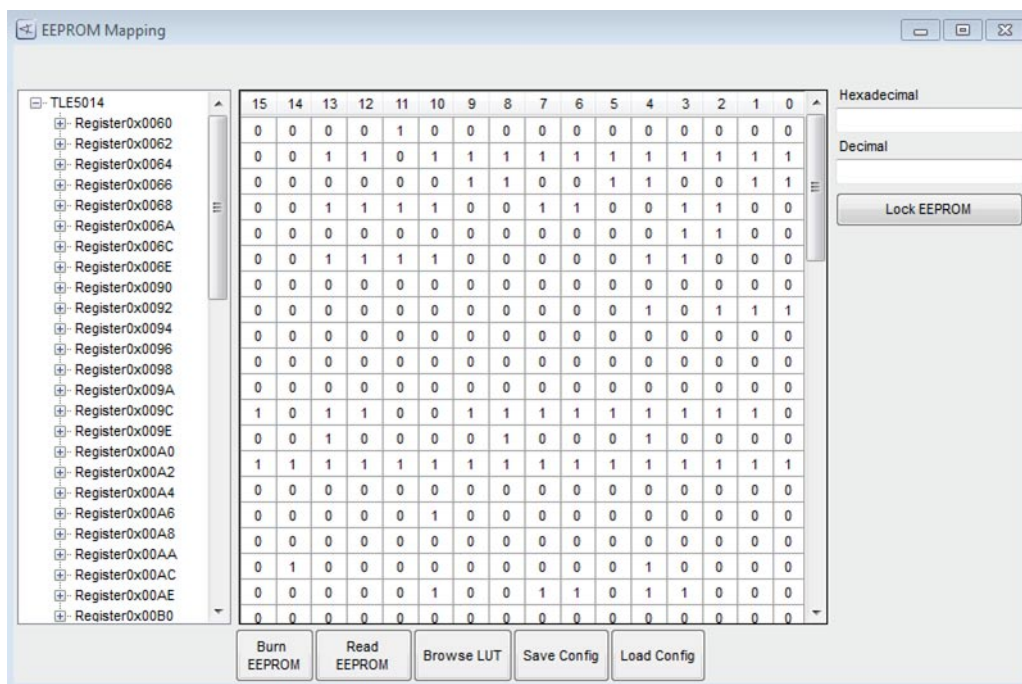 EEPROM Mapping
TLE5014
Register0x0060
Register0x0062
Register0x0064
Register0x0066
Register0x0068
Register0x006A
Register0x006C
Register0x006E
Register0x0090
Register0x0092
Register0x0094
Register0x0096
Register0x0098
Register0x009A
Register0x009C
Register0x009E
Register0x00A0
Register0x00A2
Register0x00A4
Register0x00A6
Register0x00A8
Register0x00AA
Register0x00AC
Register0x00AE
Register0x00B0
15 14 13 12 11 10 9 8 7 6 5 4 3 2 1 0
0 0 0 0 1 0 0 0 0 0 0 0 0 0 0 0
0 0 1 1 0 1 1 1 1 1 1 1 1 1 1 1
0 0 0 0 0 0 1 1 0 0 1 1 0 0 1 1
0 0 1 1 1 1 0 0 1 1 0 0 1 1 0 0
0 0 0 0 0 0 0 0 0 0 0 0 1 1 0 0
0 0 1 1 1 1 0 0 0 0 0 1 1 0 0 0
0 0 0 0 0 0 0 0 0 0 0 0 0 0 0 0
0 0 0 0 0 0 0 0 0 0 0 1 0 1 1 1
0 0 0 0 0 0 0 0 0 0 0 0 0 0 0 0
0 0 0 0 0 0 0 0 0 0 0 0 0 0 0 0
0 0 0 0 0 0 0 0 0 0 0 0 0 0 0 0
1 0 1 1 0 0 1 1 1 1 1 1 1 1 1 0
0 0 1 0 0 0 0 1 0 0 0 1 0 0 0 0
1 1 1 1 1 1 1 1 1 1 1 1 1 1 1 1
0 0 0 0 0 0 0 0 0 0 0 0 0 0 0 0
0 0 0 0 0 1 0 0 0 0 0 0 0 0 0 0
0 0 0 0 0 0 0 0 0 0 0 0 0 0 0 0
0 1 0 0 0 0 0 0 0 0 0 1 0 0 0 0
0 0 0 0 0 1 0 0 1 1 0 1 1 0 0 0
0 0 0 0 0 0 0 0 0 0 0 0 0 0 0 0
Hexadecimal
Decimal
Lock EEPROM
Burn
EEPROM
Read
EEPROM
Browse LUT
Save Config
Load Config